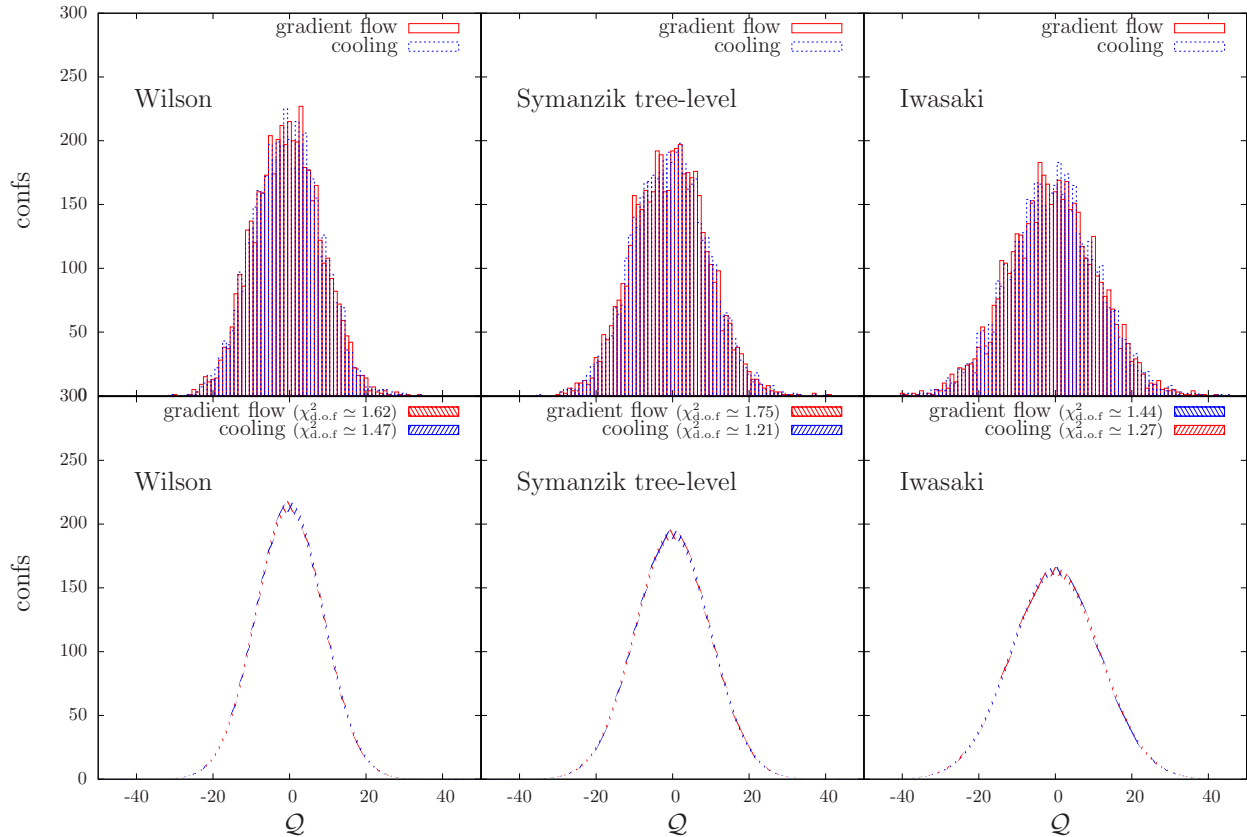 300
250
200
150
100
50
300
250
200
150
100
50
0
confs
confs
gradient flow
cooling
Wilson
gradient flow
cooling
Symanzik tree-level
gradient flow
cooling
Iwasaki
gradient flow (χ²d.o.f ≃ 1.62)
cooling (χ²d.o.f ≃ 1.47)
Wilson
gradient flow (χ²d.o.f ≃ 1.75)
cooling (χ²d.o.f ≃ 1.21)
Symanzik tree-level
gradient flow (χ²d.o.f ≃ 1.44)
cooling (χ²d.o.f ≃ 1.27)
Iwasaki
-40 -20 0 20 40
-40 -20 0 20 40
-40 -20 0 20 40
Q
Q
Q